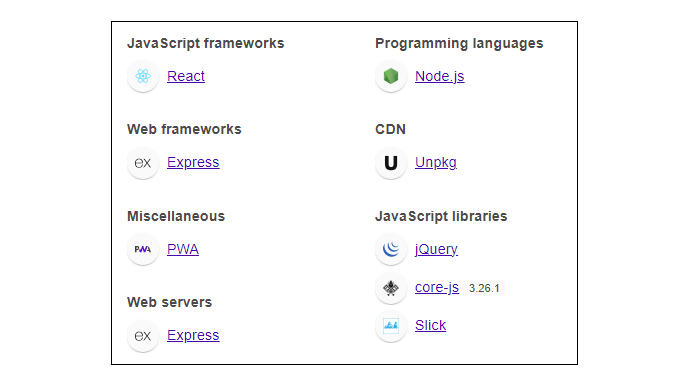 JavaScript frameworks
React
Web frameworks
ex Express
Miscellaneous
PWA PWA
Web servers
ex Express
Programming languages
Node.js
CDN
U Unpkg
JavaScript libraries
jQuery
core-js 3.26.1
Slick